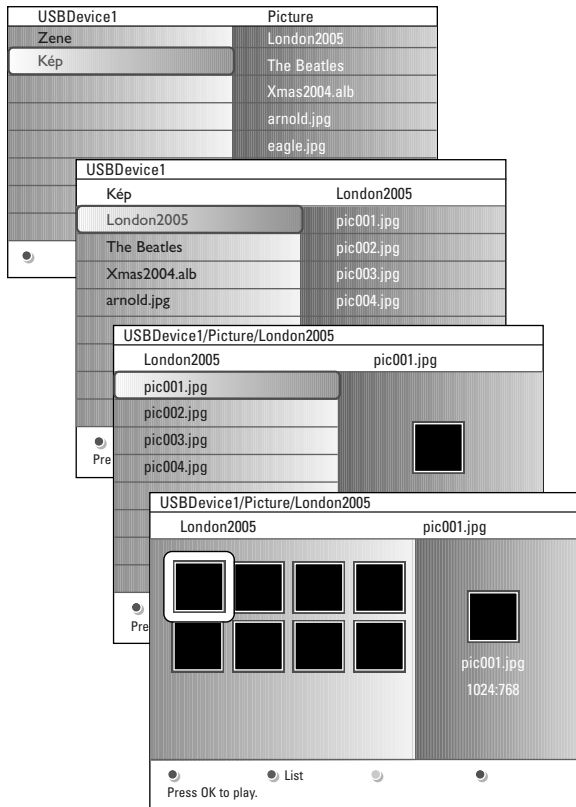 USBDevice1 Picture
Zene London2005
Kép The Beatles
Xmas2004.alb
arnold.jpg
eagle.jpg
USBDevice1
Kép London2005
London2005 pic001.jpg
The Beatles pic002.jpg
Xmas2004.alb pic003.jpg
arnold.jpg pic004.jpg
Pre
USBDevice1/Picture/London2005
London2005 pic001.jpg
pic001.jpg
pic002.jpg
pic003.jpg
pic004.jpg
Pre
USBDevice1/Picture/London2005
London2005 pic001.jpg
pic001.jpg
1024:768
List
Press OK to play.